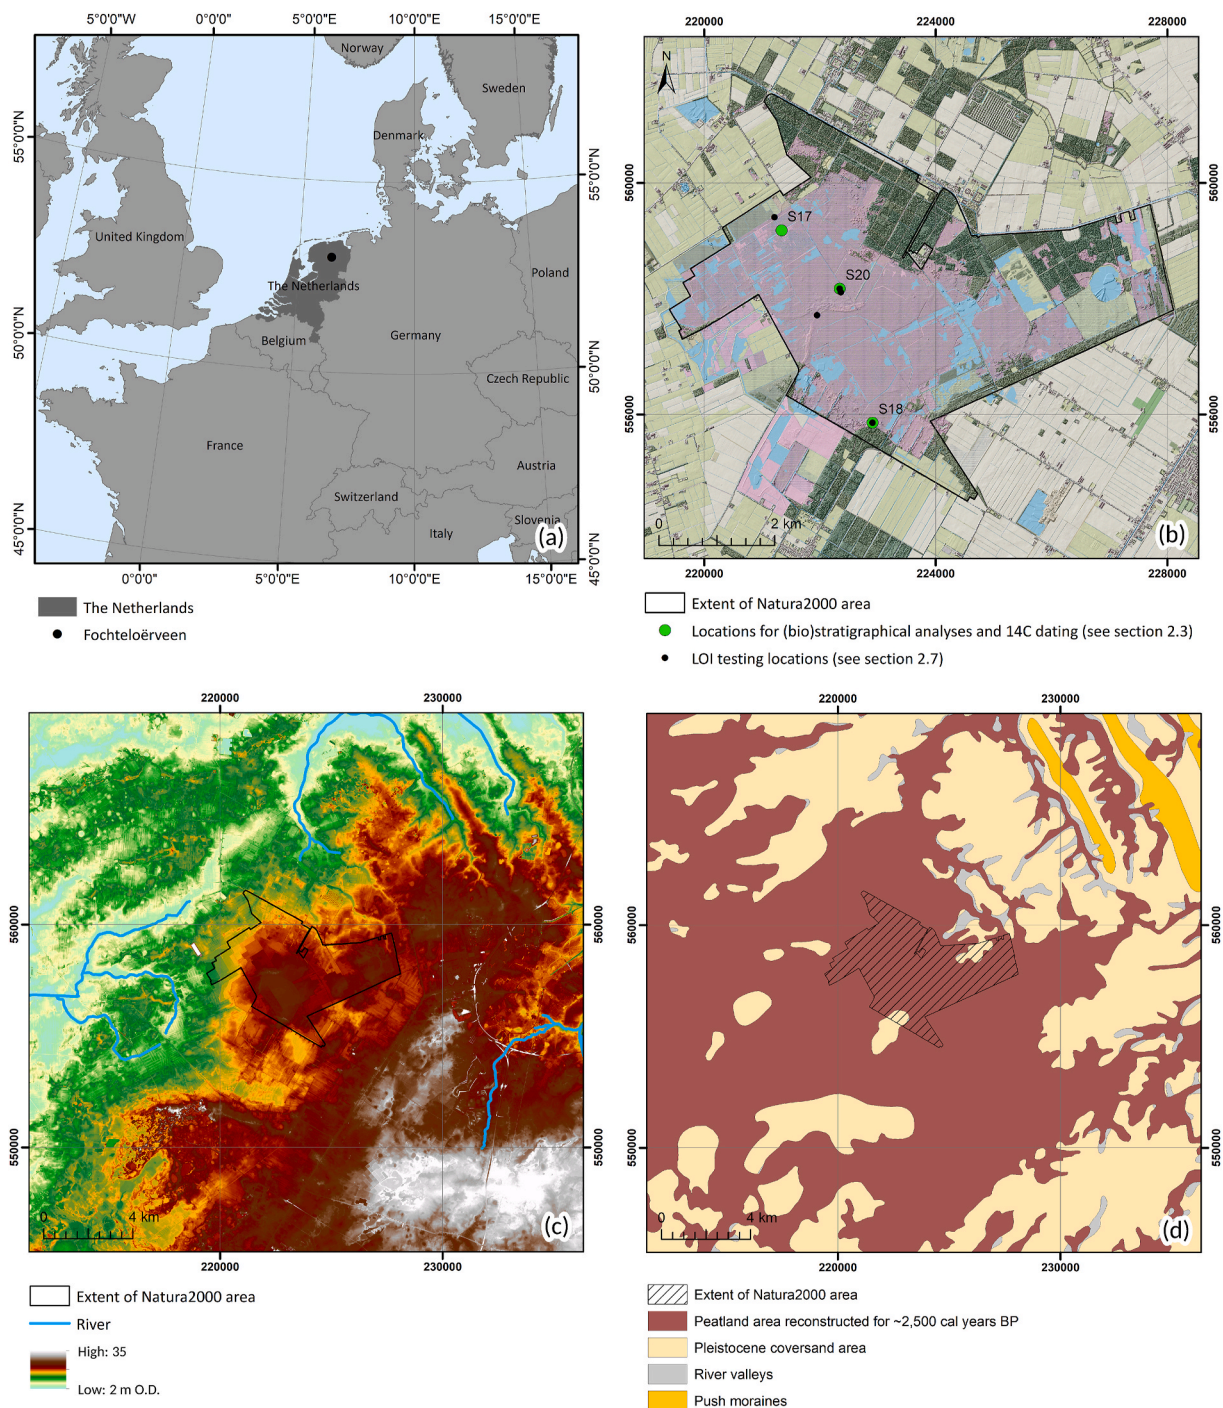 5°0'0"W 0°0'0" 5°0'0"E 10°0'0"E 15°0'0"E
Norway
Sweden
Denmark
55°0'0"N
55°0'0"N
United Kingdom
Poland
The Netherlands
Germany
50°0'0"N
Belgium
50°0'0"N
Czech Republic
France
Austria
Switzerland
Slovenia
Italy
(a)
45°0'0"N
45°0'0"N
0°0'0" 5°0'0"E 10°0'0"E 15°0'0"E
The Netherlands
Fochteloërveen
220000 224000 228000
N
560000
560000
S17
S20
S18
556000
556000
0 2 km
(b)
220000 224000 228000
Extent of Natura2000 area
Locations for (bio)stratigraphical analyses and 14C dating (see section 2.3)
LOI testing locations (see section 2.7)
220000 230000
560000
560000
550000
550000
0 4 km
(c)
220000 230000
Extent of Natura2000 area
River
High: 35
Low: 2 m O.D.
220000 230000
560000
560000
550000
550000
0 4 km
(d)
220000 230000
Extent of Natura2000 area
Peatland area reconstructed for ~2,500 cal years BP
Pleistocene coversand area
River valleys
Push moraines